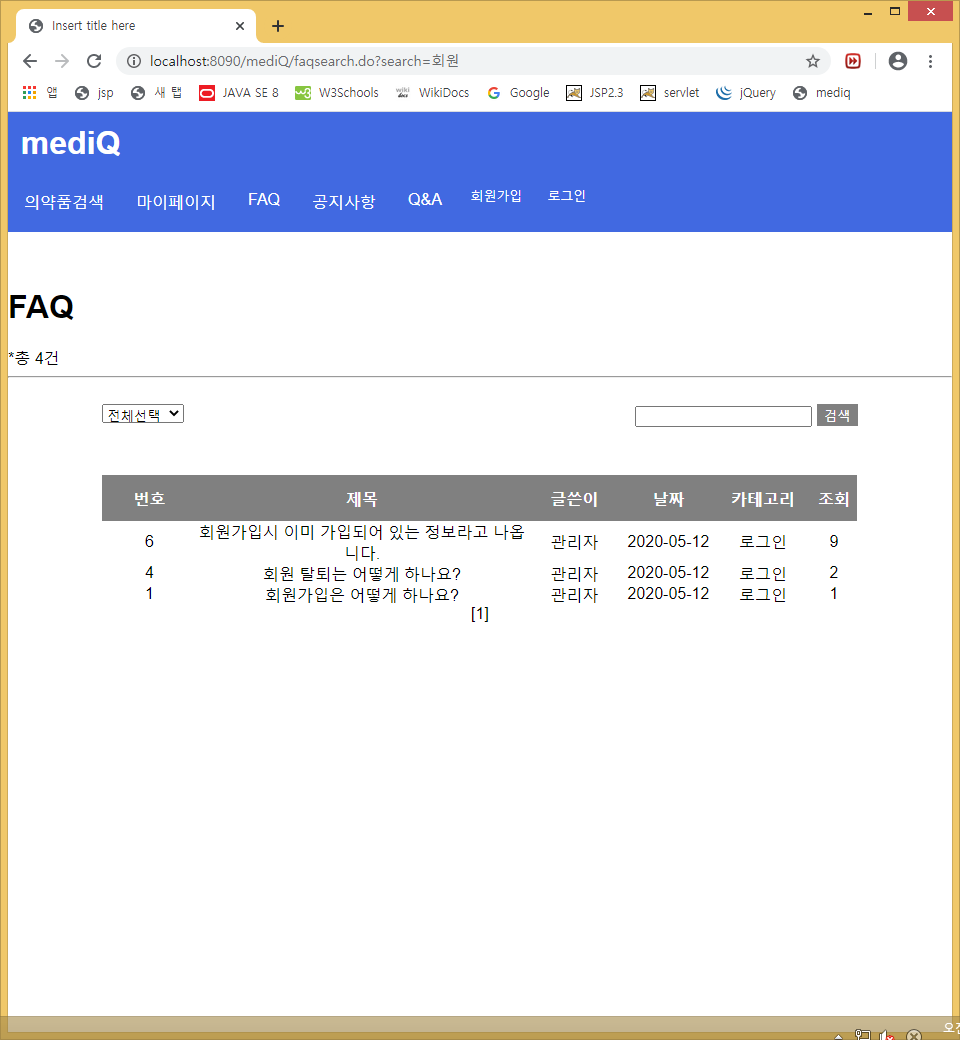 Insert title here
localhost:8090/mediQ/faqsearch.do?search=회원
앱 jsp 새 탭 JAVA SE 8 W3Schools WikiDocs Google JSP2.3 servlet jQuery mediq
mediQ
의약품검색 마이페이지 FAQ 공지사항 Q&A 회원가입 로그인
FAQ
*총 4건
전체선택 검색
번호 제목 글쓴이 날짜 카테고리 조회
6 회원가입시 이미 가입되어 있는 정보라고 나옵 관리자 2020-05-12 로그인 9
니다.
4 회원 탈퇴는 어떻게 하나요? 관리자 2020-05-12 로그인 2
1 회원가입은 어떻게 하나요? 관리자 2020-05-12 로그인 1
[1]